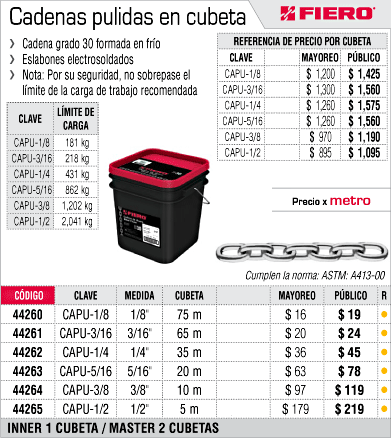 Cadenas pulidas en cubeta
FIERO®
Cadena grado 30 formada en frío
Eslabones electrosoldados
Nota: Por su seguridad, no sobrepase el
límite de la carga de trabajo recomendada
REFERENCIA DE PRECIO POR CUBETA
CLAVE MAYOREO PÚBLICO
CAPU-1/8 $ 1,200 $ 1,425
CAPU-3/16 $ 1,300 $ 1,560
CAPU-1/4 $ 1,260 $ 1,575
CAPU-5/16 $ 1,260 $ 1,560
CAPU-3/8 $ 970 $ 1,190
CAPU-1/2 $ 895 $ 1,095
CLAVE LÍMITE DE CARGA
CAPU-1/8 181 kg
CAPU-3/16 218 kg
CAPU-1/4 431 kg
CAPU-5/16 862 kg
CAPU-3/8 1,202 kg
CAPU-1/2 2,041 kg
FIERO
Precio x metro
Cumplen la norma: ASTM: A413-00
CÓDIGO CLAVE MEDIDA CUBETA MAYOREO PÚBLICO R
44260 CAPU-1/8 1/8" 75 m $ 16 $ 19
44261 CAPU-3/16 3/16" 65 m $ 20 $ 24
44262 CAPU-1/4 1/4" 35 m $ 36 $ 45
44263 CAPU-5/16 5/16" 20 m $ 63 $ 78
44264 CAPU-3/8 3/8" 10 m $ 97 $ 119
44265 CAPU-1/2 1/2" 5 m $ 179 $ 219
INNER 1 CUBETA / MASTER 2 CUBETAS